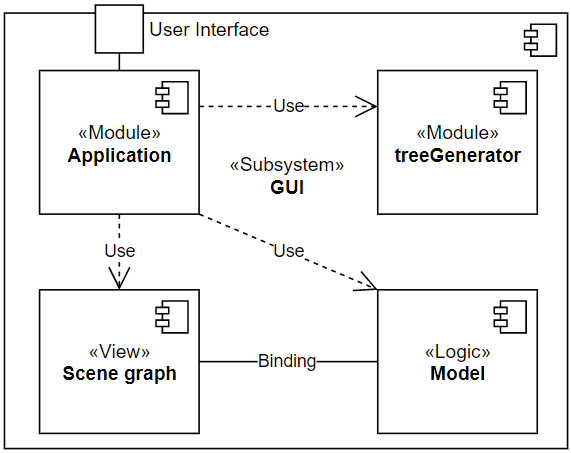 User Interface
«Module»
Application
Use
«Module»
treeGenerator
«Subsystem»
GUI
Use
Use
«View»
Scene graph
Binding
«Logic»
Model